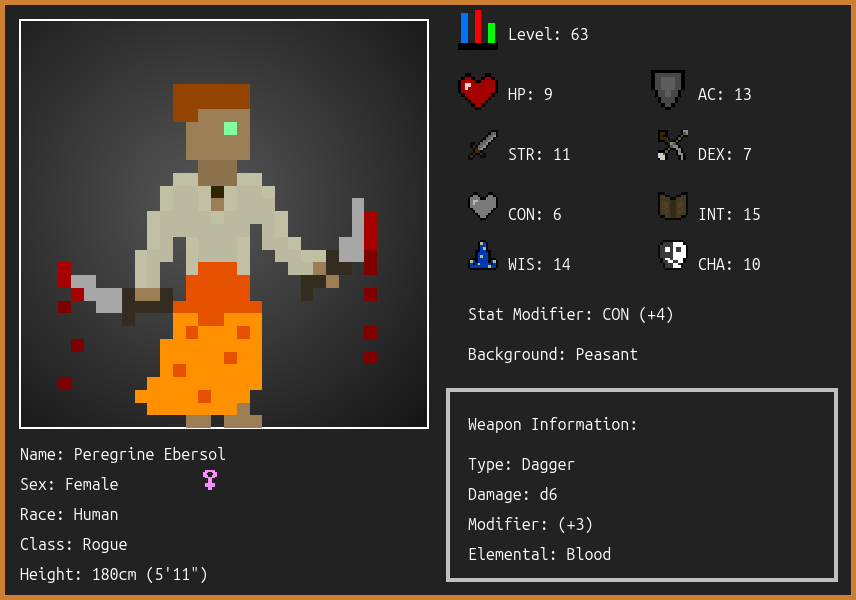 Level: 63
HP: 9
AC: 13
STR: 11
DEX: 7
CON: 6
INT: 15
WIS: 14
CHA: 10
Stat Modifier: CON (+4)
Background: Peasant
Weapon Information:
Type: Dagger
Damage: d6
Modifier: (+3)
Elemental: Blood
Name: Peregrine Ebersol
Sex: Female
Race: Human
Class: Rogue
Height: 180cm (5'11")